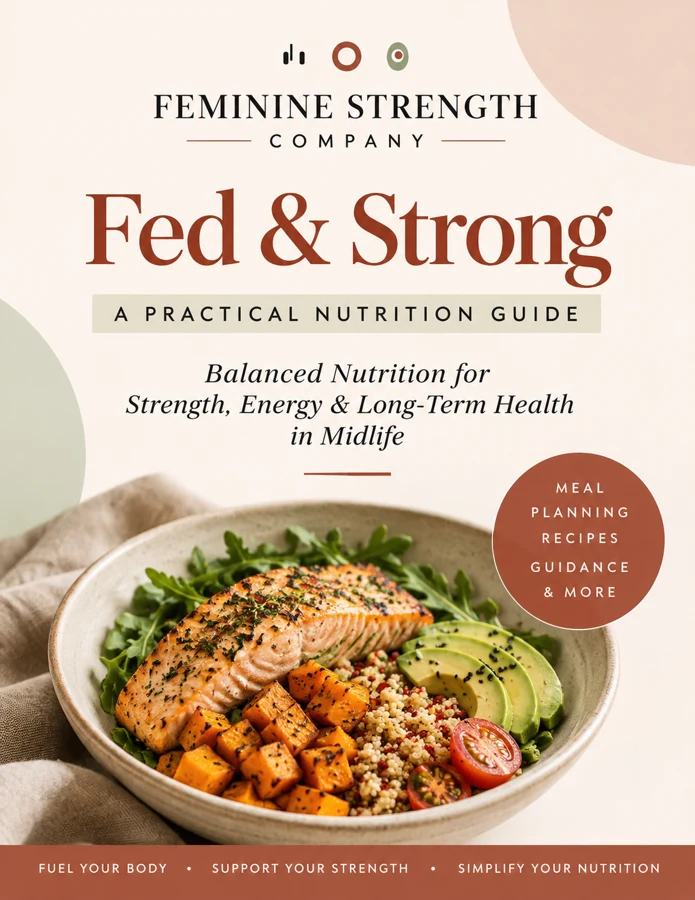 FEMININE STRENGTH
COMPANY
Fed & Strong
A PRACTICAL NUTRITION GUIDE
Balanced Nutrition for
Strength, Energy & Long-Term Health
in Midlife
MEAL
PLANNING
RECIPES
GUIDANCE
& MORE
FUEL YOUR BODY • SUPPORT YOUR STRENGTH • SIMPLIFY YOUR NUTRITION